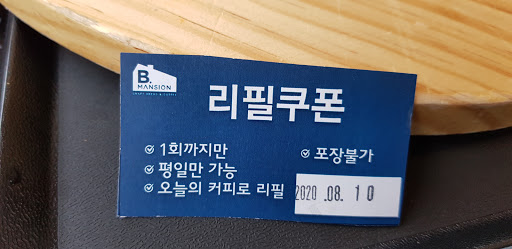 B.
MANSION
리필쿠폰
1회까지만
포장불가
평일만 가능
오늘의 커피로 리필
2020 .08. 10